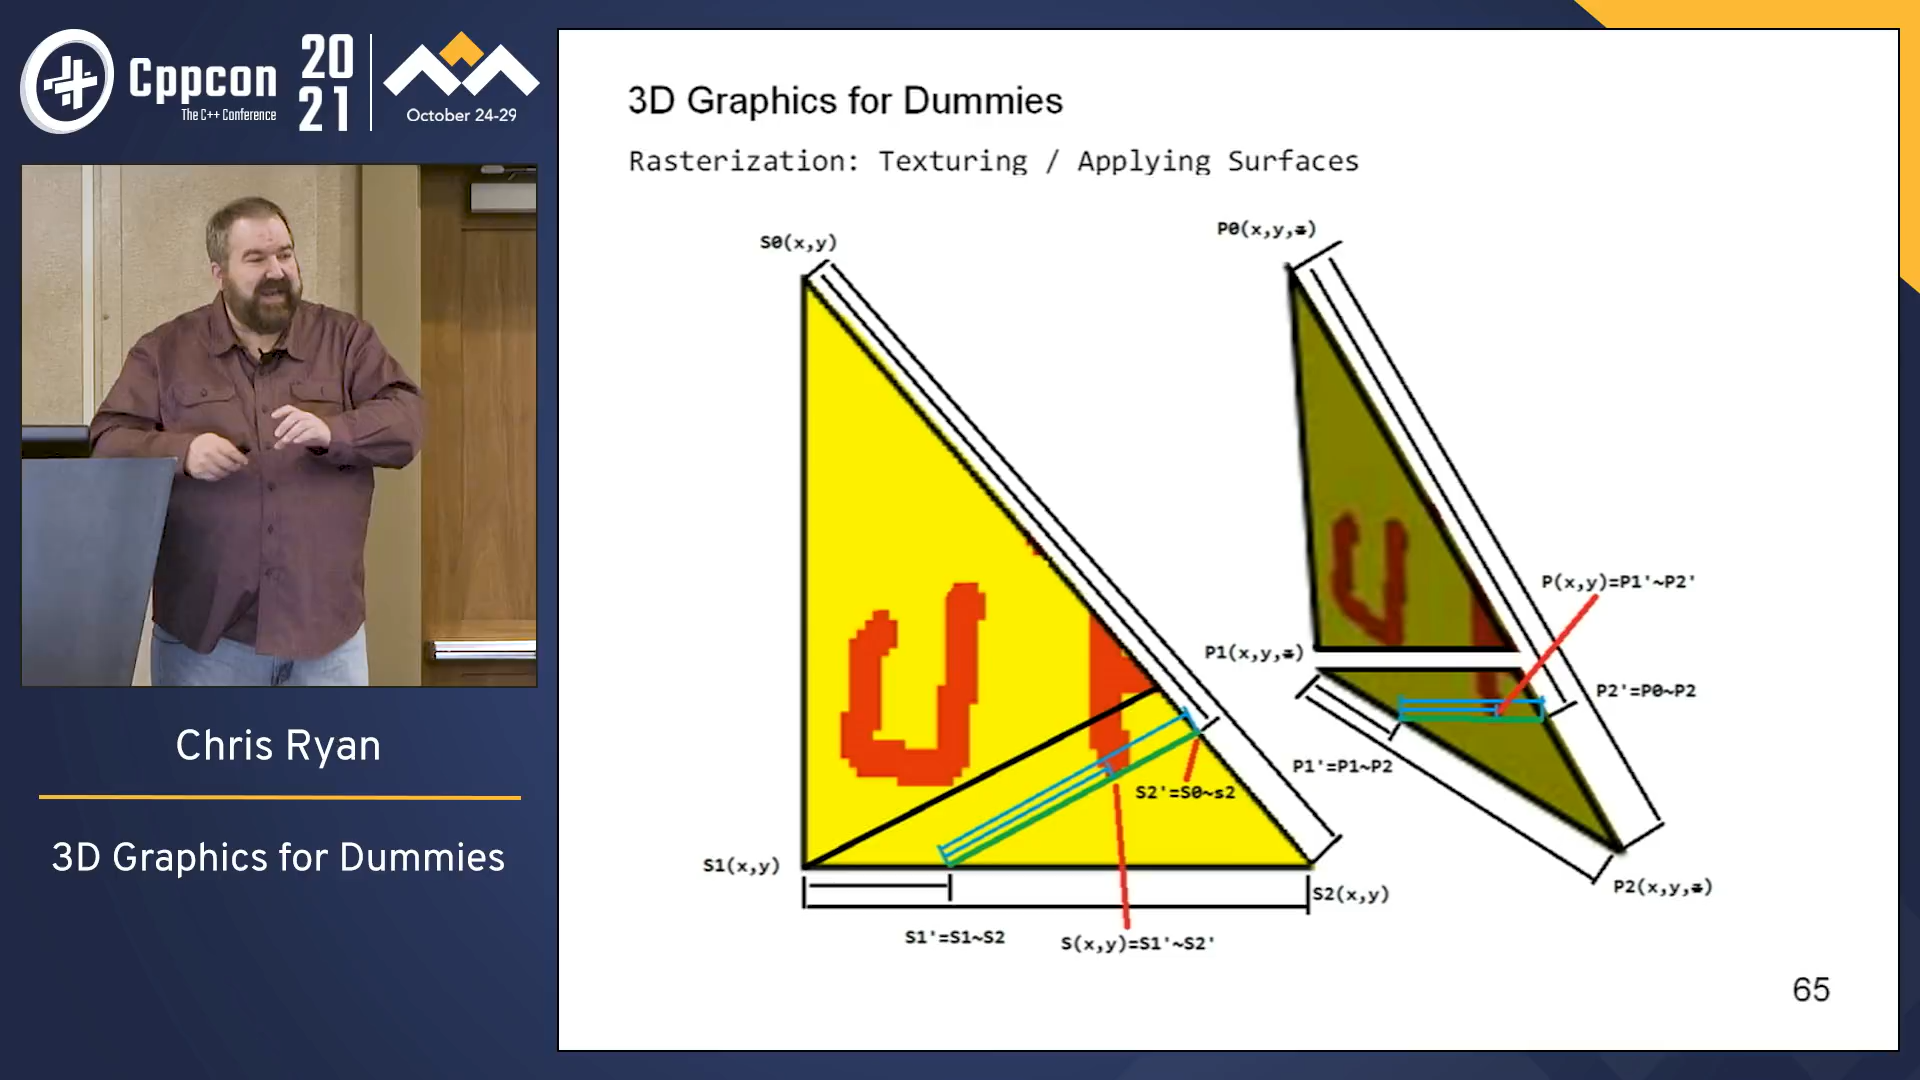 Cppcon
The C++ Conference
20
21
October 24-29
3D Graphics for Dummies
Rasterization: Texturing / Applying Surfaces
S0(x,y)
P0(x,y,z)
P(x,y)=P1'~P2'
P1(x,y,z)
P2'=P0~P2
P1'=P1~P2
S2'=S0~s2
S1(x,y)
S2(x,y)
P2(x,y,z)
S1'=S1~S2
S(x,y)=S1'~S2'
65
Chris Ryan
3D Graphics for Dummies